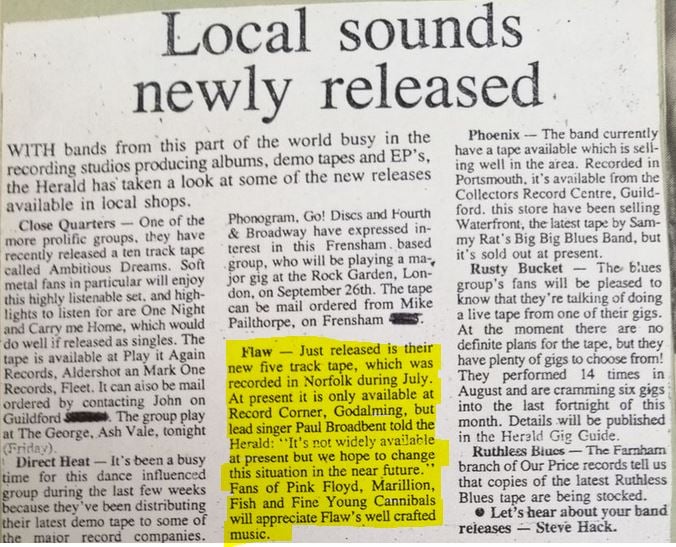 Local sounds
newly released
WITH bands from this part of the world busy in the
recording studios producing albums, demo tapes and EP's,
the Herald has taken a look at some of the new releases
available in local shops.
Close Quarters — One of the
more prolific groups, they have
recently released a ten track tape
called Ambitious Dreams. Soft
metal fans in particular will enjoy
this highly listenable set, and high-
lights to listen for are One Night
and Carry me Home, which would
do well if released as singles. The
tape is available at Play it Again
Records, Aldershot an Mark One
Records, Fleet. It can also be mail
ordered by contacting John on
Guildford
. The group play
at The George, Ash Vale, tonight
(Friday).
Direct Heat — It's been a busy
time for this dance influenced
group during the last few weeks
because they've been distributing
their latest demo tape to some of
the major record companies.
Phonogram, Go! Discs and Fourth
& Broadway have expressed in-
terest in this Frensham based
group, who will be playing a ma-
jor gig at the Rock Garden, Lon-
don, on September 26th. The tape
can be mail ordered from Mike
Pailthorpe, on Frensham
Flaw — Just released is their
new five track tape, which was
recorded in Norfolk during July.
At present it is only available at
Record Corner, Godalming, but
lead singer Paul Broadbent told the
Herald: "It's not widely available
at present but we hope to change
this situation in the near future."
Fans of Pink Floyd, Marillion,
Fish and Fine Young Cannibals
will appreciate Flaw's well crafted
music.
Phoenix — The band currently
have a tape available which is sell-
ing well in the area. Recorded in
Portsmouth, it's available from the
Collectors Record Centre, Guild-
ford. this store have been selling
Waterfront, the latest tape by Sam-
my Rat's Big Big Blues Band, but
it's sold out at present.
Rusty Bucket — The blues
group's fans will be pleased to
know that they're talking of doing
a live tape from one of their gigs.
At the moment there are no
definite plans for the tape, but they
have plenty of gigs to choose from!
They performed 14 times in
August and are cramming six gigs
into the last fortnight of this
month. Details will be published
in the Herald Gig Guide.
Ruthless Blues — The Farnham
branch of Our Price records tell us
that copies of the latest Ruthless
Blues tape are being stocked.
● Let's hear about your band
releases — Steve Hack.